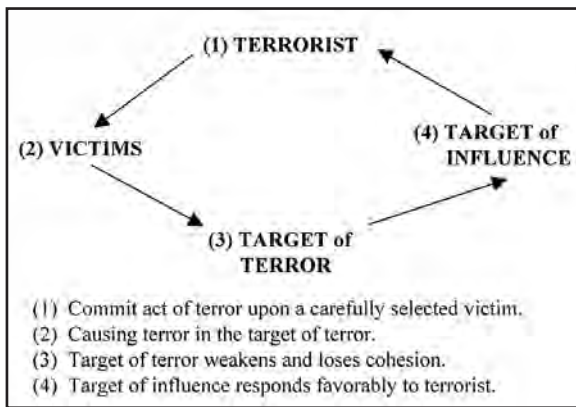 (1) TERRORIST
(2) VICTIMS
(4) TARGET of
INFLUENCE
(3) TARGET of
TERROR
(1) Commit act of terror upon a carefully selected victim.
(2) Causing terror in the target of terror.
(3) Target of terror weakens and loses cohesion.
(4) Target of influence responds favorably to terrorist.